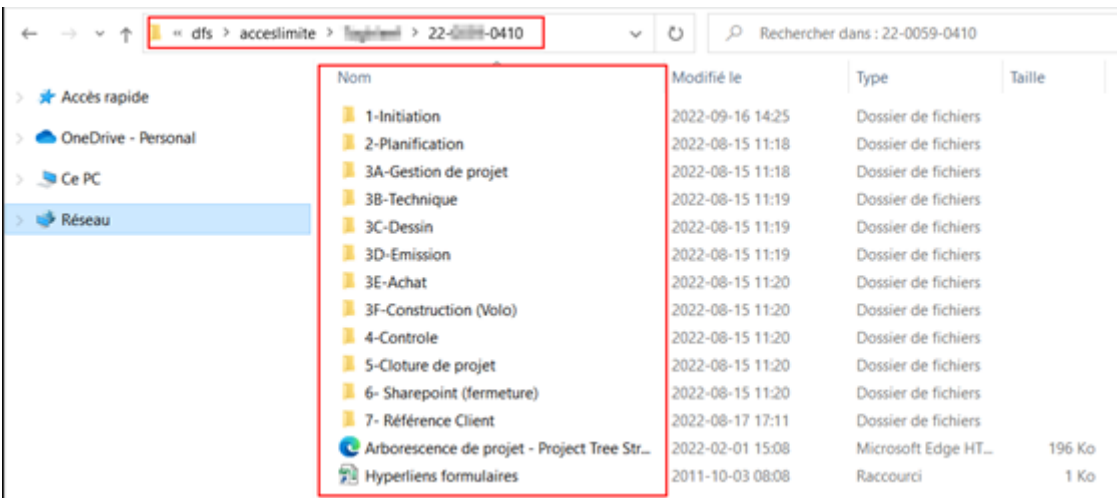 « dfs > acceslimite > > 22- -0410 Rechercher dans : 22-0059-0410
Nom Modifié le Type Taille
Accès rapide
1-Initiation 2022-09-16 14:25 Dossier de fichiers
OneDrive - Personal
2-Planification 2022-08-15 11:18 Dossier de fichiers
3A-Gestion de projet 2022-08-15 11:18 Dossier de fichiers
Ce PC
3B-Technique 2022-08-15 11:19 Dossier de fichiers
Réseau
3C-Dessin 2022-08-15 11:19 Dossier de fichiers
3D-Emission 2022-08-15 11:19 Dossier de fichiers
3E-Achat 2022-08-15 11:20 Dossier de fichiers
3F-Construction (Volo) 2022-08-15 11:20 Dossier de fichiers
4-Controle 2022-08-15 11:20 Dossier de fichiers
5-Cloture de projet 2022-08-15 11:20 Dossier de fichiers
6- Sharepoint (fermeture) 2022-08-15 11:20 Dossier de fichiers
7- Référence Client 2022-08-17 17:11 Dossier de fichiers
Arborescence de projet - Project Tree Str... 2022-02-01 15:08 Microsoft Edge HT... 196 Ko
Hyperliens formulaires 2011-10-03 08:08 Raccourci 1 Ko